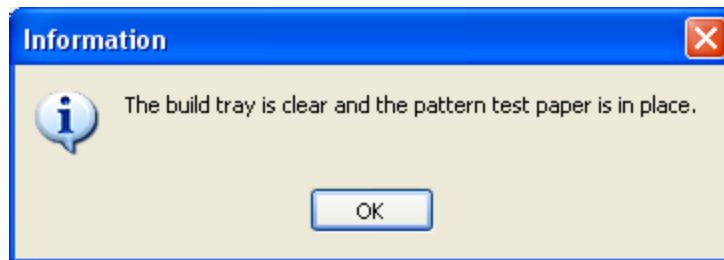 Information
The build tray is clear and the pattern test paper is in place.
OK